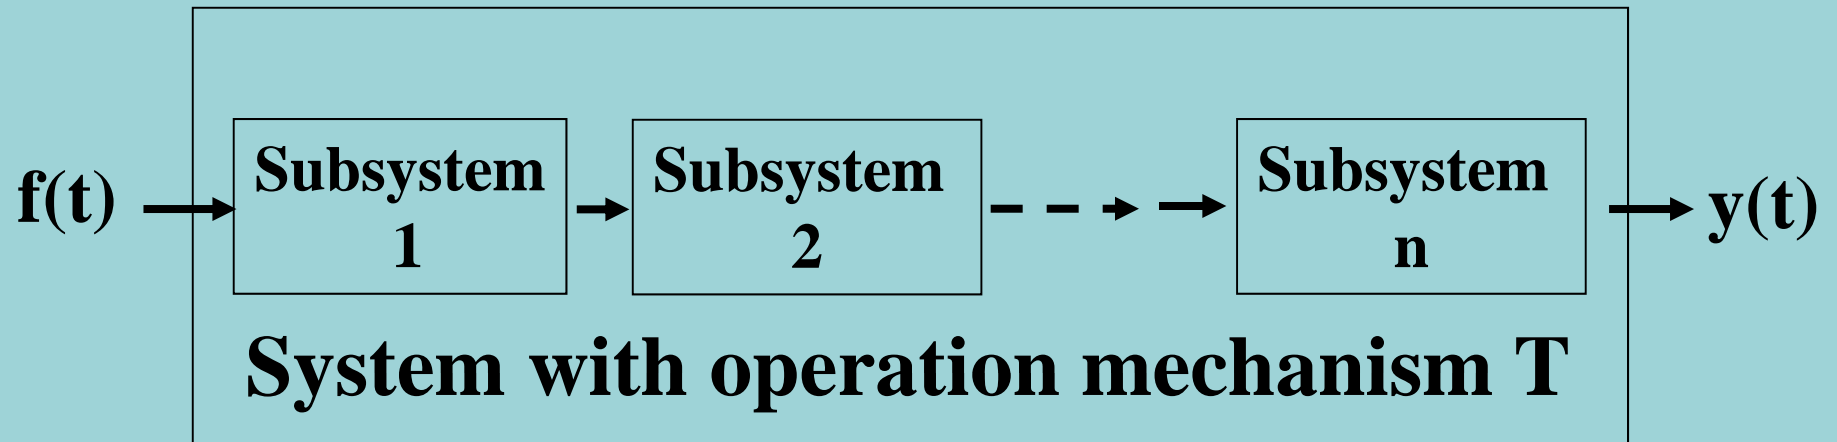 f(t)
Subsystem
1
Subsystem
2
Subsystem
n
y(t)
System with operation mechanism T